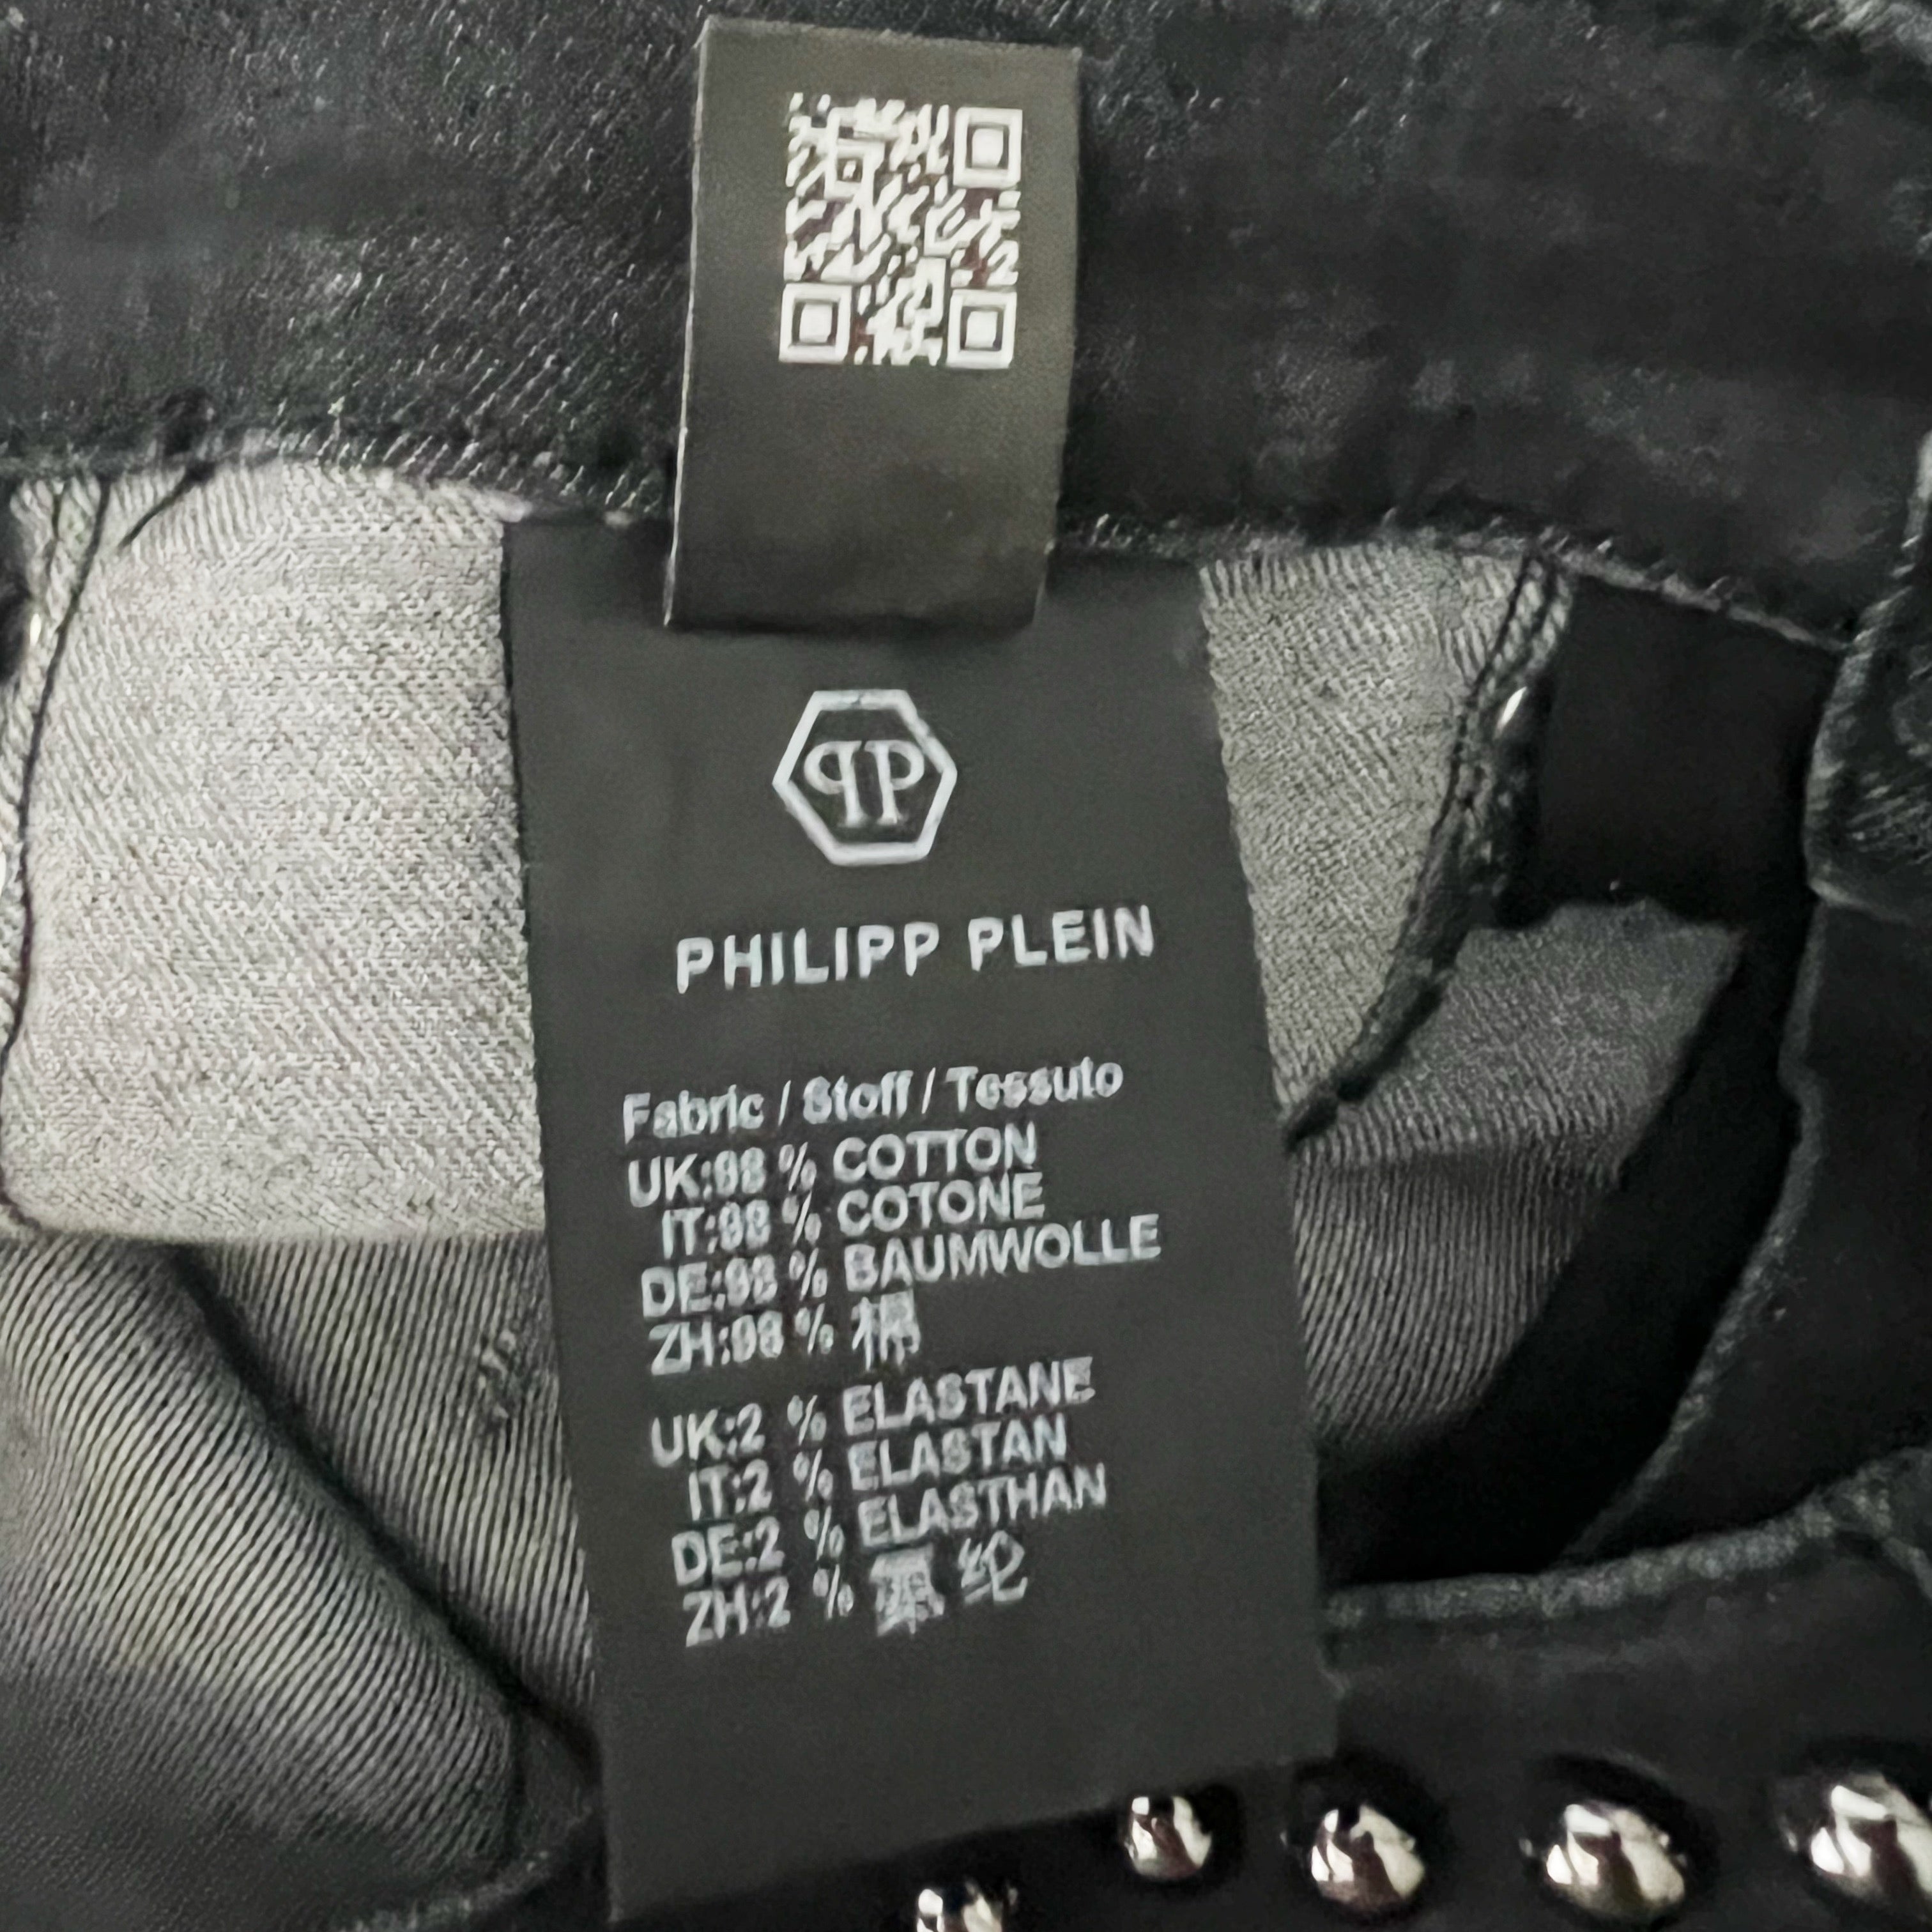 PP
PHILIPP PLEIN
Fabric / Stoff / Tessuto
UK:98 % COTTON
IT:98 % COTONE
DE:98 % BAUMWOLLE
ZH:98 % 棉
UK:2 % ELASTANE
IT:2 % ELASTAN
DE:2 % ELASTHAN
ZH:2 % 纶